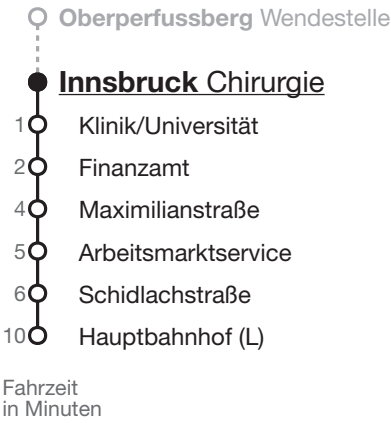 Oberperfussberg Wendestelle
Innsbruck Chirurgie
1 Klinik/Universität
2 Finanzamt
4 Maximilianstraße
5 Arbeitsmarktservice
6 Schidlachstraße
10 Hauptbahnhof (L)
Fahrzeit
in Minuten